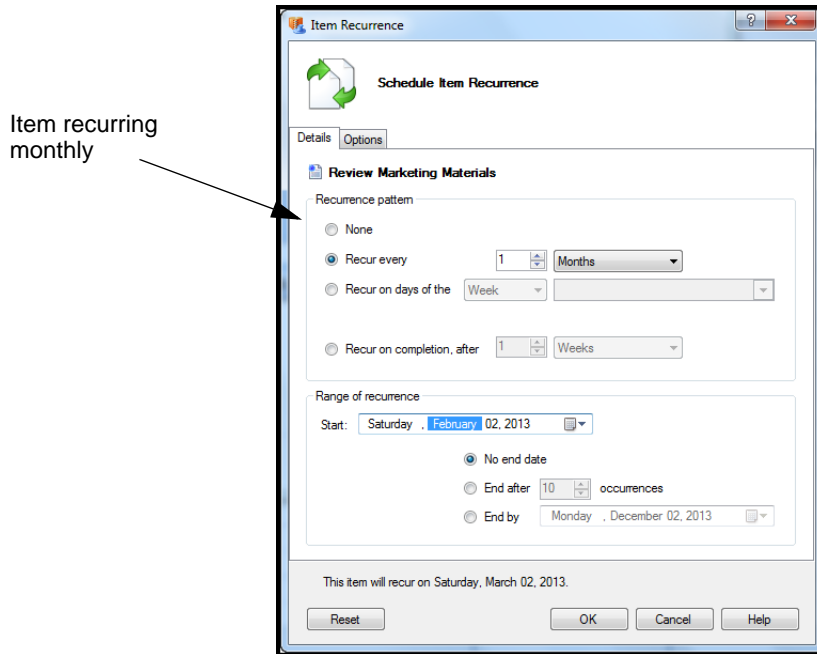 Item Recurrence
Schedule Item Recurrence
Item recurring
monthly
Details Options
Review Marketing Materials
Recurrence pattern
None
Recur every 1 Months
Recur on days of the Week
Recur on completion, after 1 Weeks
Range of recurrence
Start: Saturday , February 02, 2013
No end date
End after 10 occurrences
End by Monday , December 02, 2013
This item will recur on Saturday, March 02, 2013.
Reset OK Cancel Help